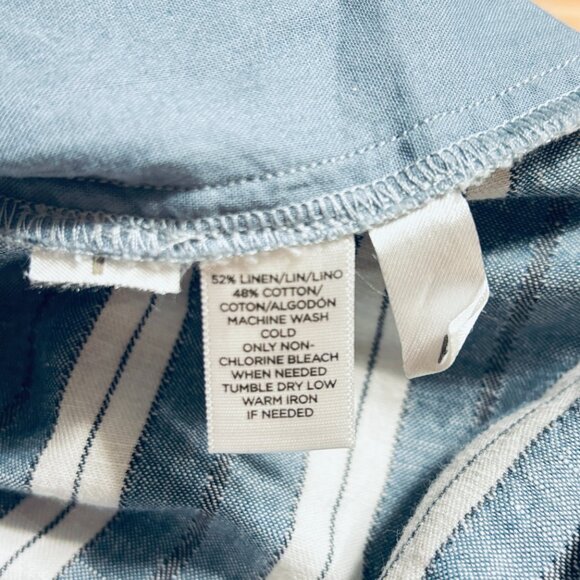 52% LINEN/LIN/LINO
48% COTTON/
COTON/ALGODÓN
MACHINE WASH
COLD
ONLY NON-
CHLORINE BLEACH
WHEN NEEDED
TUMBLE DRY LOW
WARM IRON
IF NEEDED